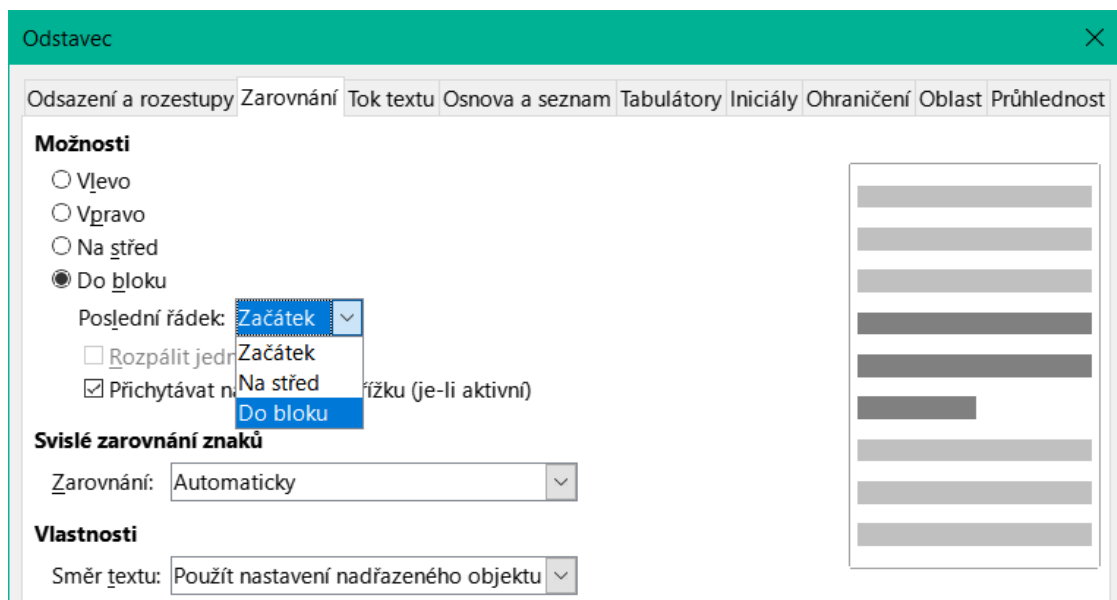 Odstavec
Odsazení a rozestupy Zarovnání Tok textu Osnova a seznam Tabulátory Iniciály Ohraničení Oblast Průhlednost
Možnosti
Vlevo
Vpravo
Na střed
Do bloku
Poslední řádek: Začátek
Rozpálit jedn Začátek
Na střed
Přichytávat n řížku (je-li aktivní)
Do bloku
Svislé zarovnání znaků
Zarovnání: Automaticky
Vlastnosti
Směr textu: Použít nastavení nadřazeného objektu